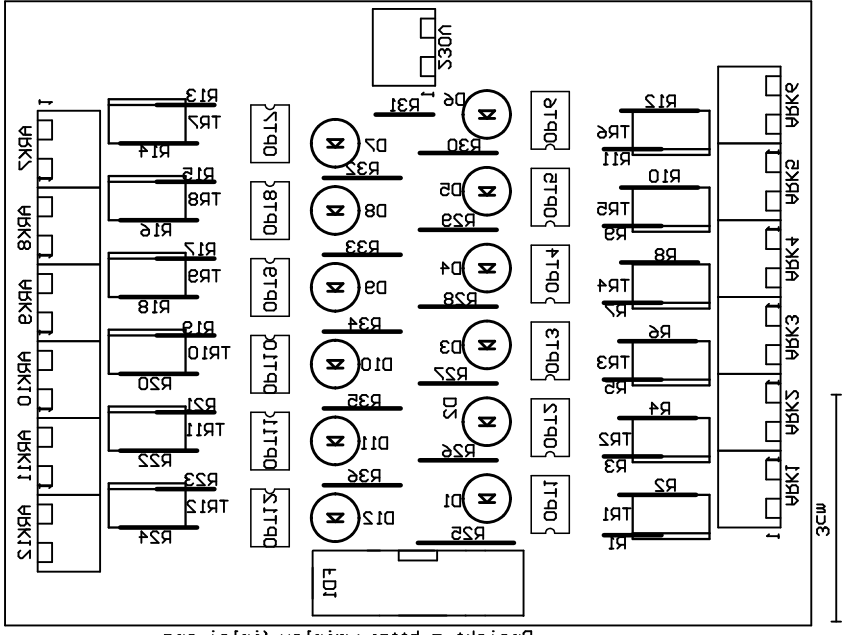 230V
1
R31
D6
OPT6
R12
TR6
R11
ARK6
R13
TR7
R14
1
ARK7
OPT7
D7
R30
R32
R15
TR8
R16
ARK8
OPT8
D8
D5
R29
OPT5
R10
TR5
R9
ARK5
R33
R17
TR9
R18
ARK9
OPT9
D9
D4
R28
OPT4
R8
TR4
R7
ARK4
R34
R19
TR10
R20
ARK10
OPT10
D10
D3
R27
OPT3
R6
TR3
R5
ARK3
R35
R21
TR11
R22
ARK11
OPT11
D11
D2
R26
OPT2
R4
TR2
R3
ARK2
R36
R23
TR12
R24
ARK12
OPT12
D12
D1
R25
OPT1
R2
TR1
R1
ARK1
1
3cm
FD1